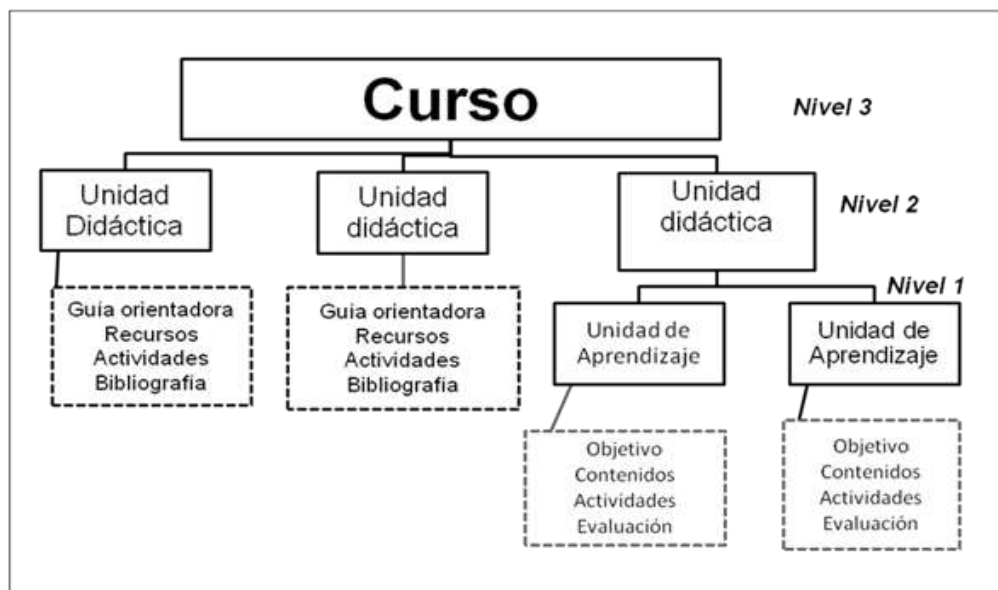 Curso
Nivel 3
Unidad
Didáctica
Unidad
didáctica
Unidad
didáctica
Nivel 2
Guía orientadora
Recursos
Actividades
Bibliografía
Guía orientadora
Recursos
Actividades
Bibliografía
Nivel 1
Unidad de
Aprendizaje
Unidad de
Aprendizaje
Objetivo
Contenidos
Actividades
Evaluación
Objetivo
Contenidos
Actividades
Evaluación